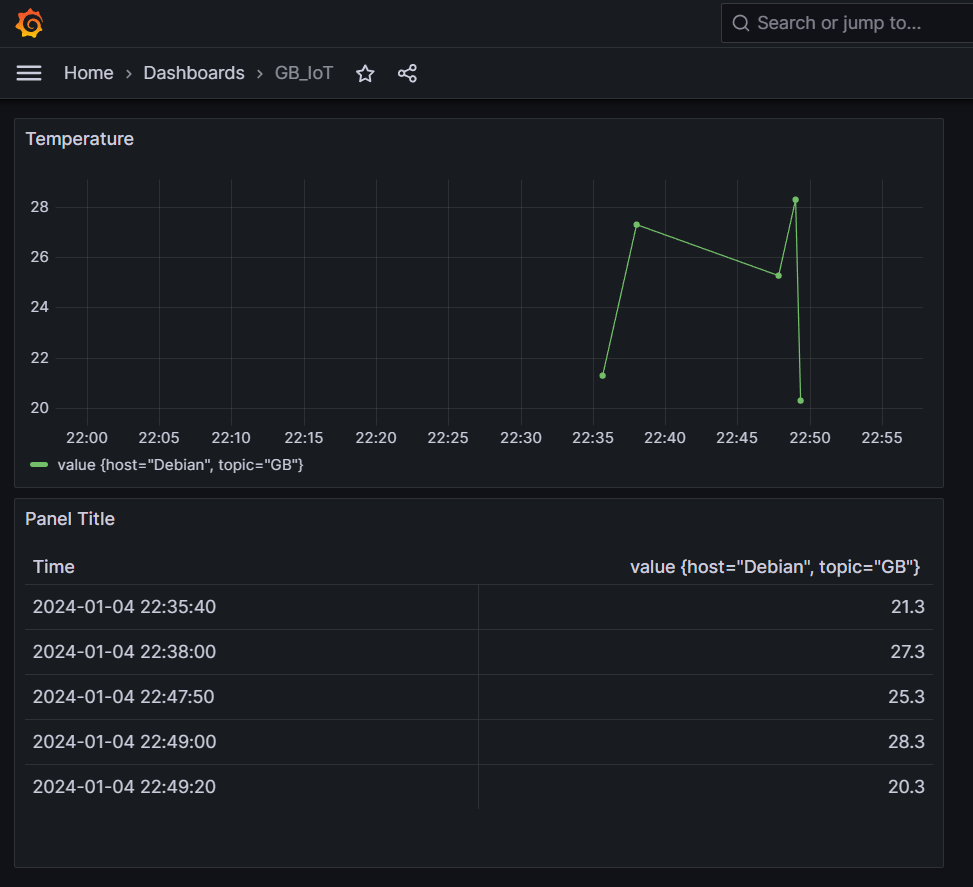 Search or jump to...
Home › Dashboards › GB_IoT
Temperature
28
26
24
22
20
22:00 22:05 22:10 22:15 22:20 22:25 22:30 22:35 22:40 22:45 22:50 22:55
value {host="Debian", topic="GB"}
Panel Title
Time value {host="Debian", topic="GB"}
2024-01-04 22:35:40 21.3
2024-01-04 22:38:00 27.3
2024-01-04 22:47:50 25.3
2024-01-04 22:49:00 28.3
2024-01-04 22:49:20 20.3